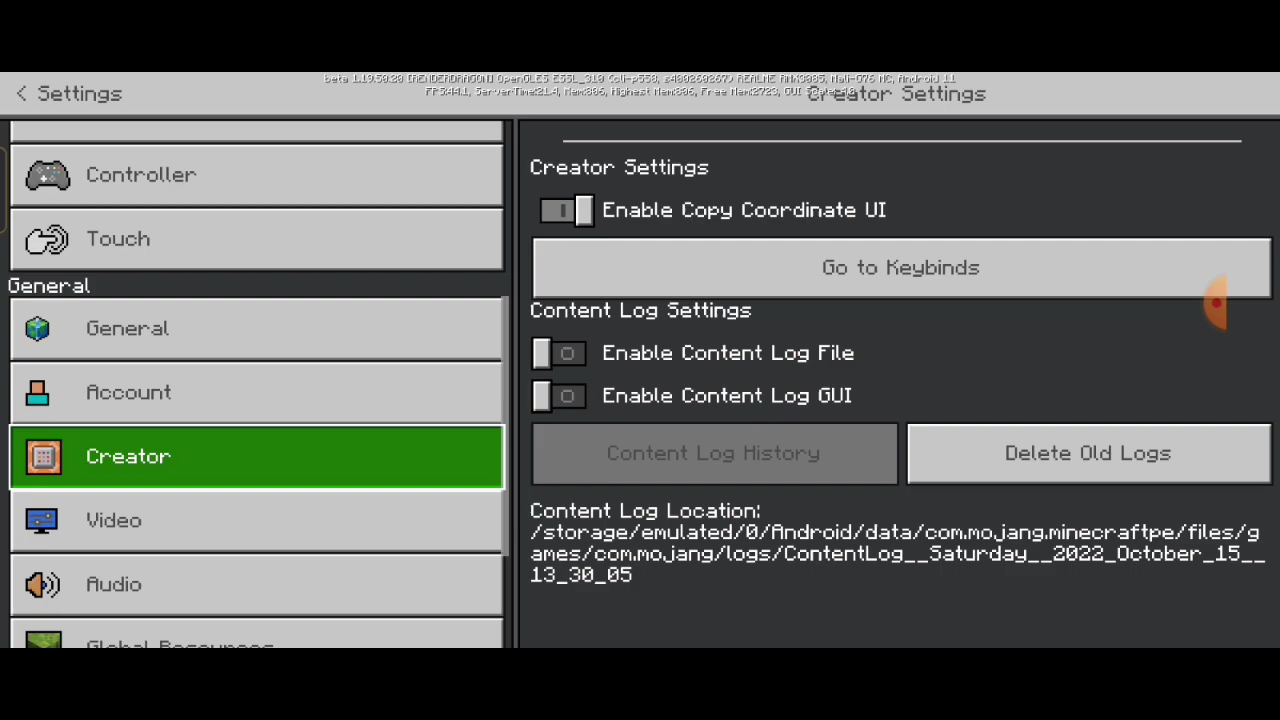 Settings
Creator Settings
Controller
Touch
General
General
Account
Creator
Video
Audio
Global Resources
Creator Settings
Enable Copy Coordinate UI
Go to Keybinds
Content Log Settings
Enable Content Log File
Enable Content Log GUI
Content Log History
Delete Old Logs
Content Log Location:
/storage/emulated/0/Android/data/com.mojang.minecraftpe/files/g
ames/com.mojang/logs/ContentLog__Saturday__2022_October_15__
13_30_05